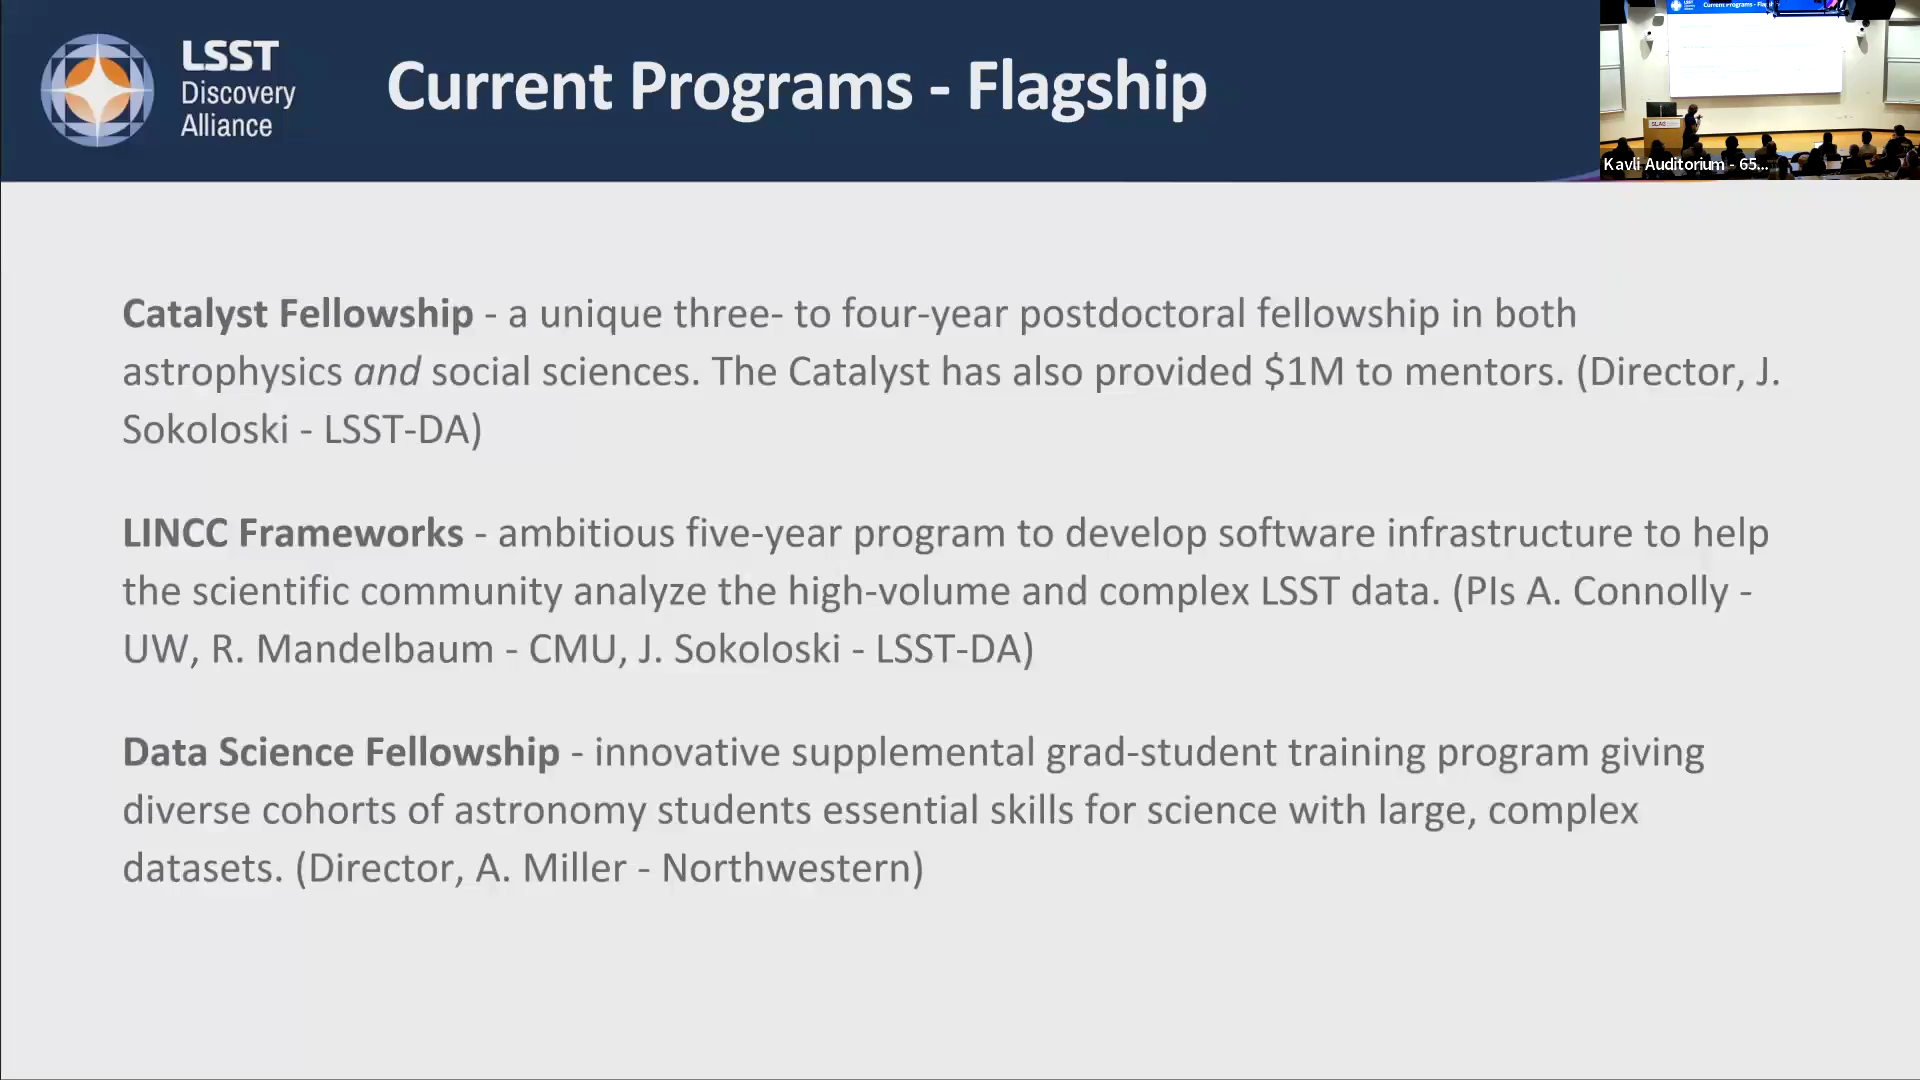 LSST
Discovery
Alliance
Current Programs - Flagship
Current Programs - Flag
SLAC
Kavli Auditorium - 65...
Catalyst Fellowship - a unique three- to four-year postdoctoral fellowship in both
astrophysics and social sciences. The Catalyst has also provided $1M to mentors. (Director, J.
Sokoloski - LSST-DA)
LINCC Frameworks - ambitious five-year program to develop software infrastructure to help
the scientific community analyze the high-volume and complex LSST data. (PIs A. Connolly -
UW, R. Mandelbaum - CMU, J. Sokoloski - LSST-DA)
Data Science Fellowship - innovative supplemental grad-student training program giving
diverse cohorts of astronomy students essential skills for science with large, complex
datasets. (Director, A. Miller - Northwestern)